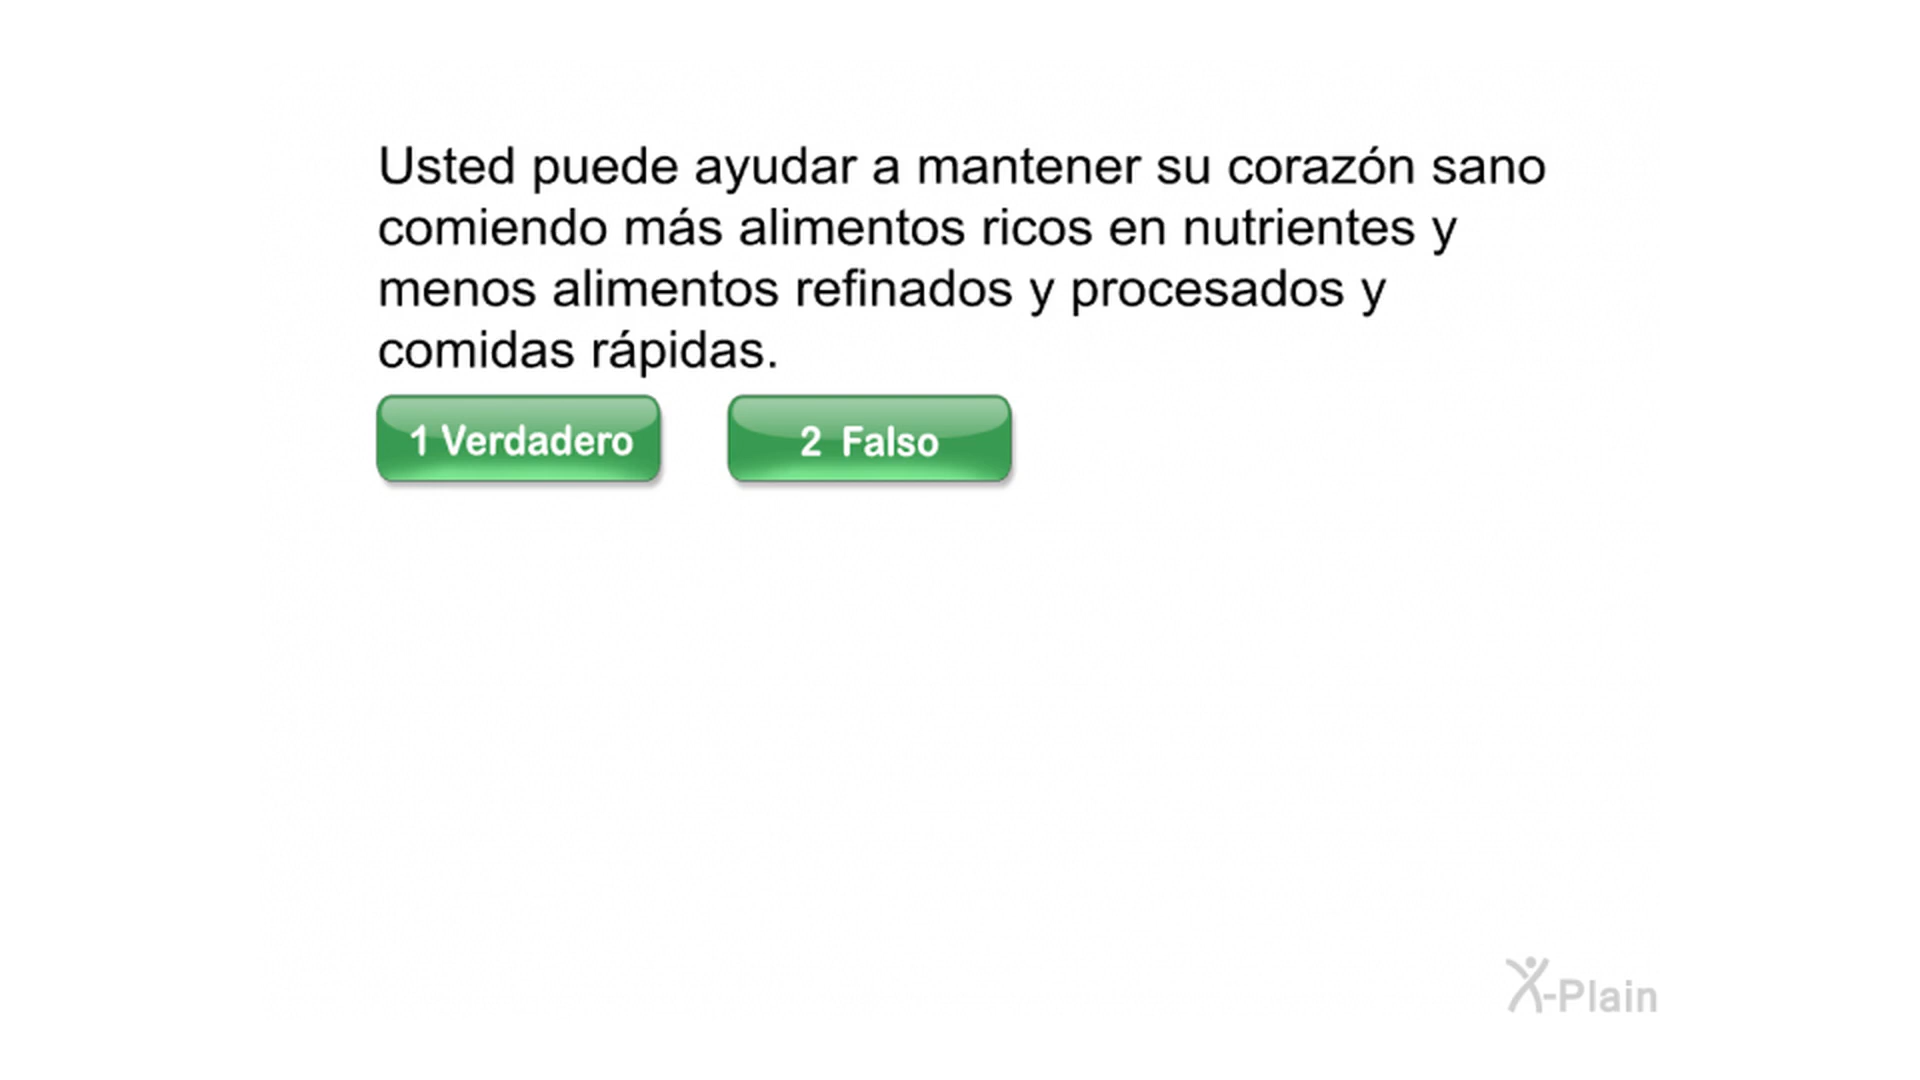 Usted puede ayudar a mantener su corazón sano
comiendo más alimentos ricos en nutrientes y
menos alimentos refinados y procesados y
comidas rápidas.
1 Verdadero
2 Falso
X-Plain